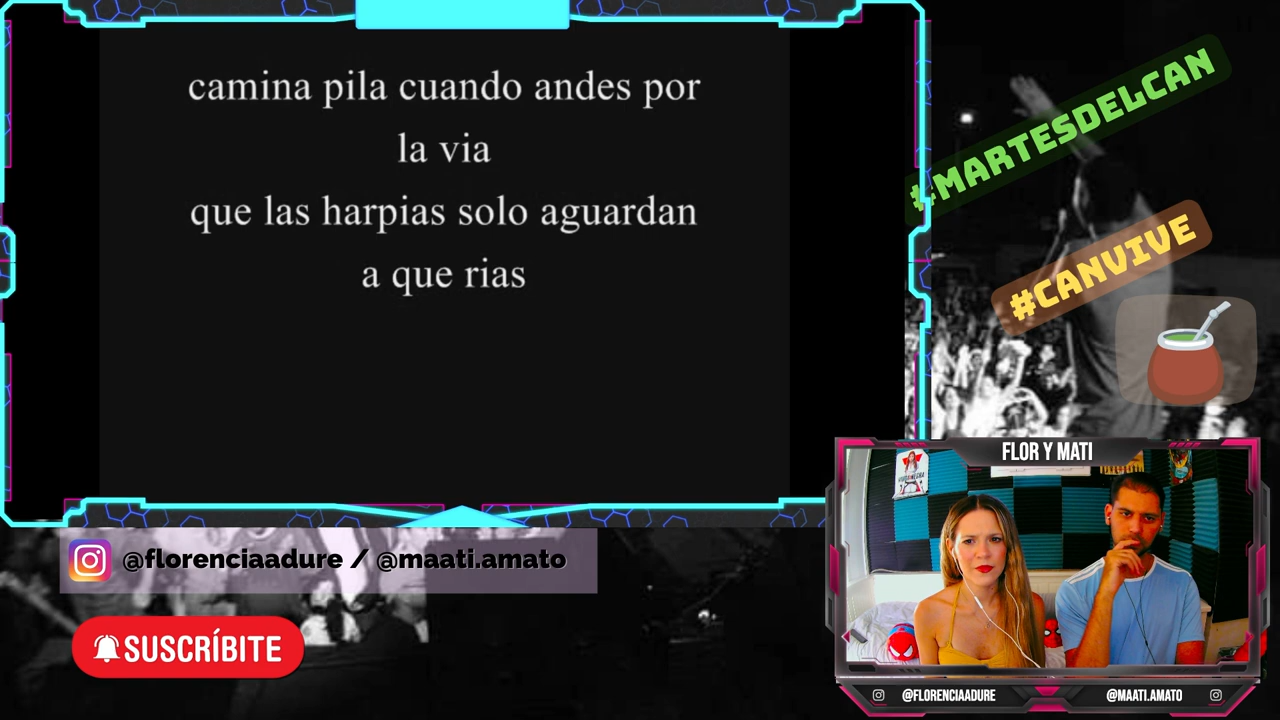 camina pila cuando andes por
la via
que las harpias solo aguardan
a que rias
#MARTESDELCAN
#CANVIVE
FLOR Y MATI
@florenciaadure / @maati.amato
SUSCRÍBITE
@FLORENCIAADURE
@MAATI.AMATO